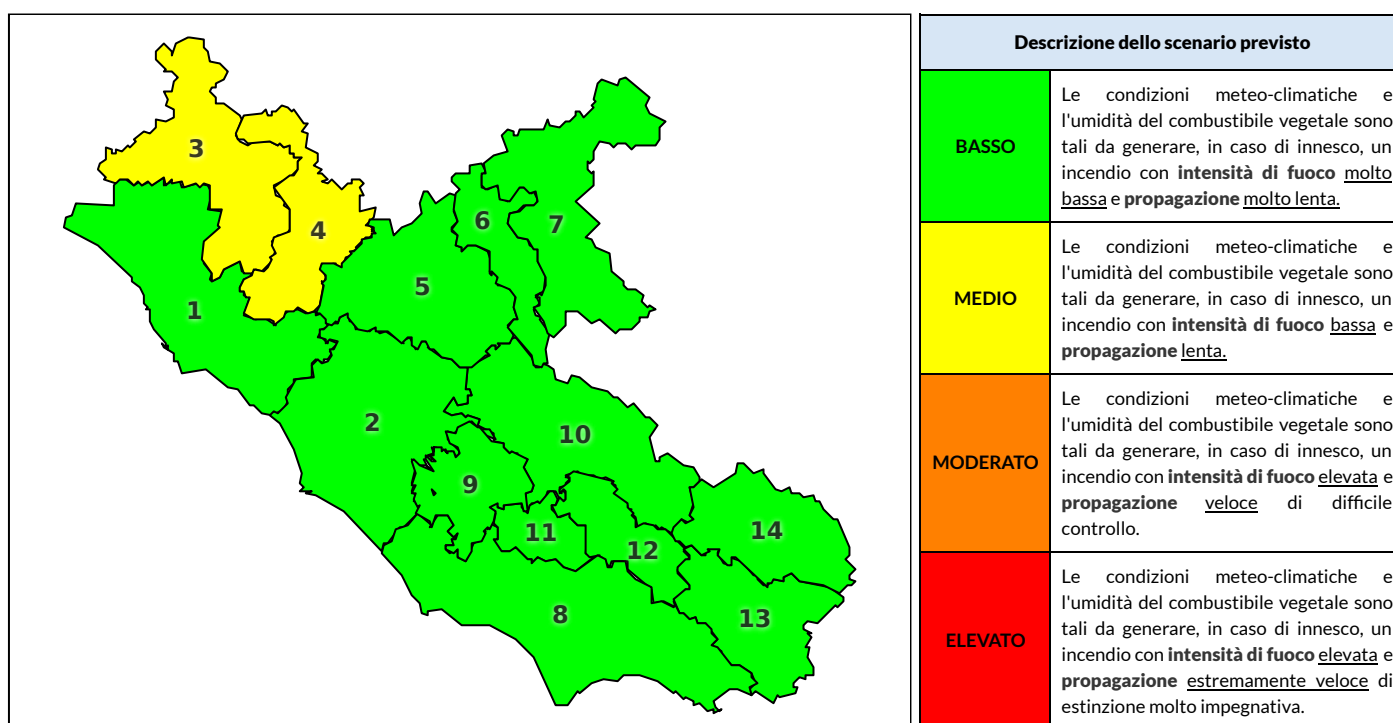 3
4
6
7
5
1
2
10
9
11
12
14
8
13
Descrizione dello scenario previsto
BASSO
Le condizioni meteo-climatiche e
l'umidità del combustibile vegetale sono
tali da generare, in caso di innesco, un
incendio con intensità di fuoco molto
bassa e propagazione molto lenta.
MEDIO
Le condizioni meteo-climatiche e
l'umidità del combustibile vegetale sono
tali da generare, in caso di innesco, un
incendio con intensità di fuoco bassa e
propagazione lenta.
MODERATO
Le condizioni meteo-climatiche e
l'umidità del combustibile vegetale sono
tali da generare, in caso di innesco, un
incendio con intensità di fuoco elevata e
propagazione veloce di difficile
controllo.
ELEVATO
Le condizioni meteo-climatiche e
l'umidità del combustibile vegetale sono
tali da generare, in caso di innesco, un
incendio con intensità di fuoco elevata e
propagazione estremamente veloce di
estinzione molto impegnativa.